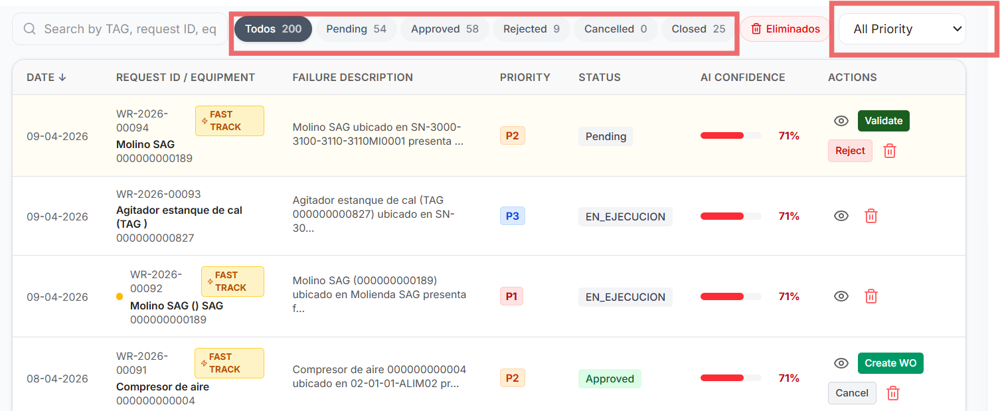 Search by TAG, request ID, eq
Todos 200
Pending 54
Approved 58
Rejected 9
Cancelled 0
Closed 25
Eliminados
All Priority
DATE ↓
REQUEST ID / EQUIPMENT
FAILURE DESCRIPTION
PRIORITY
STATUS
AI CONFIDENCE
ACTIONS
09-04-2026
WR-2026-
00094
FAST
TRACK
Molino SAG
000000000189
Molino SAG ubicado en SN-3000-
3100-3110-3110MI0001 presenta ...
P2
Pending
71%
Validate
Reject
09-04-2026
WR-2026-00093
Agitador estanque de cal
(TAG )
000000000827
Agitador estanque de cal (TAG
000000000827) ubicado en SN-
30...
P3
EN_EJECUCION
71%
09-04-2026
WR-2026-
00092
FAST
TRACK
Molino SAG () SAG
000000000189
Molino SAG (000000000189)
ubicado en Molienda SAG presenta
f...
P1
EN_EJECUCION
71%
08-04-2026
WR-2026-
00091
FAST
TRACK
Compresor de aire
000000000004
Compresor de aire 000000000004
ubicado en 02-01-01-ALIM02 pr...
P2
Approved
71%
Create WO
Cancel